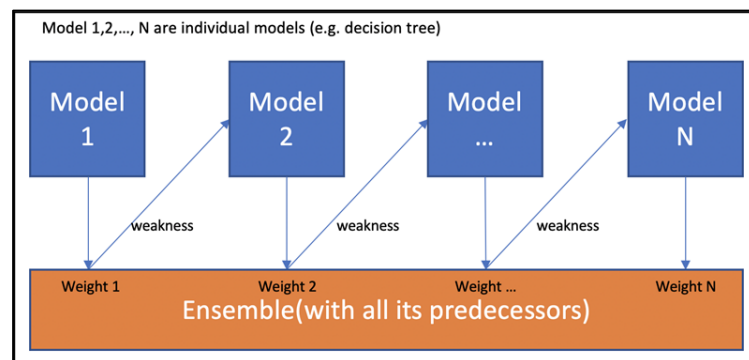 Model 1,2,..., N are individual models (e.g. decision tree)
Model
1
Model
2
Model
...
Model
N
weakness
weakness
weakness
Weight 1
Weight 2
Weight ...
Weight N
Ensemble(with all its predecessors)